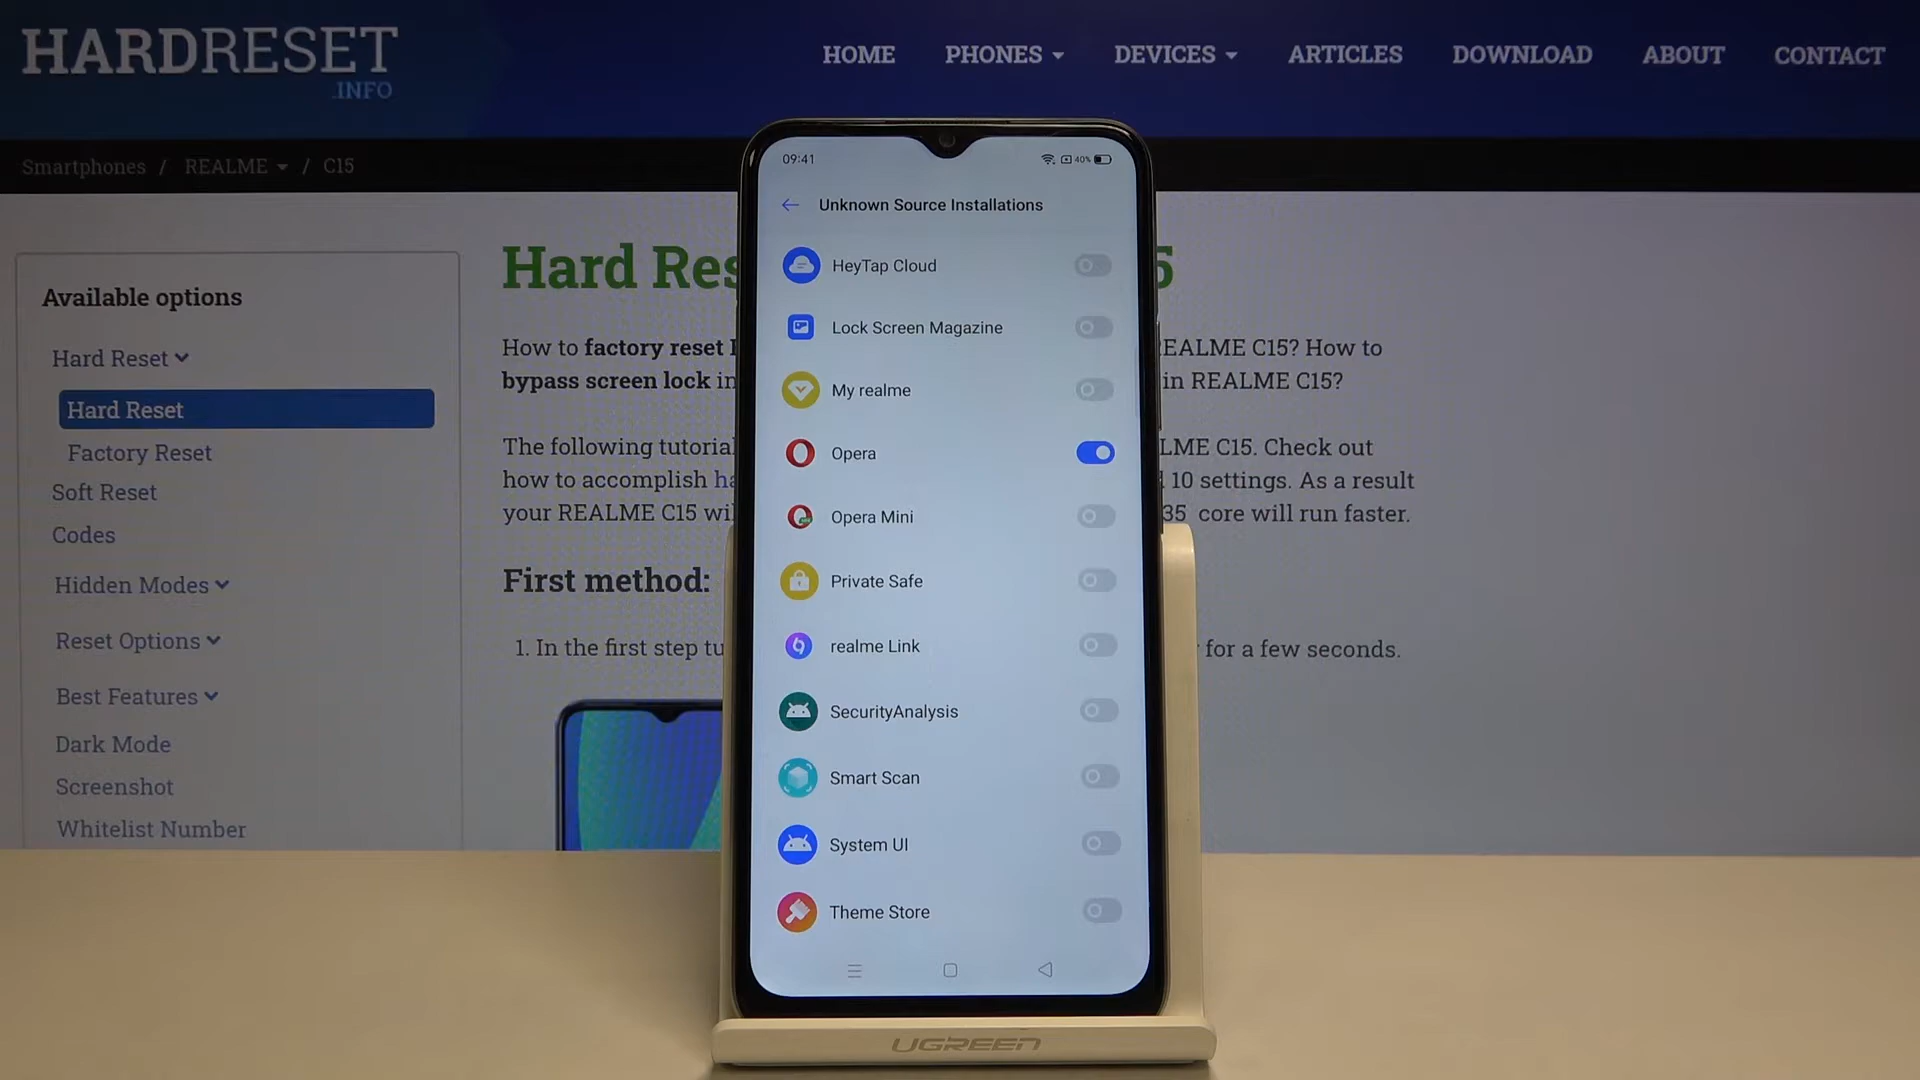 HARDRESET
.INFO
HOME PHONES DEVICES ARTICLES DOWNLOAD ABOUT CONTACT
Smartphones / REALME / C15
Available options
Hard Reset
Hard Reset
Factory Reset
Soft Reset
Codes
Hidden Modes
Reset Options
Best Features
Dark Mode
Screenshot
Whitelist Number
Hard Res 5
How to factory reset EALME C15? How to
bypass screen lock in in REALME C15?
The following tutoria LME C15. Check out
how to accomplish ha 10 settings. As a result
your REALME C15 wil 35 core will run faster.
First method:
1. In the first step tu for a few seconds.
09:41 40%
Unknown Source Installations
HeyTap Cloud
Lock Screen Magazine
My realme
Opera
Opera Mini
Private Safe
realme Link
SecurityAnalysis
Smart Scan
System UI
Theme Store
UGREEN